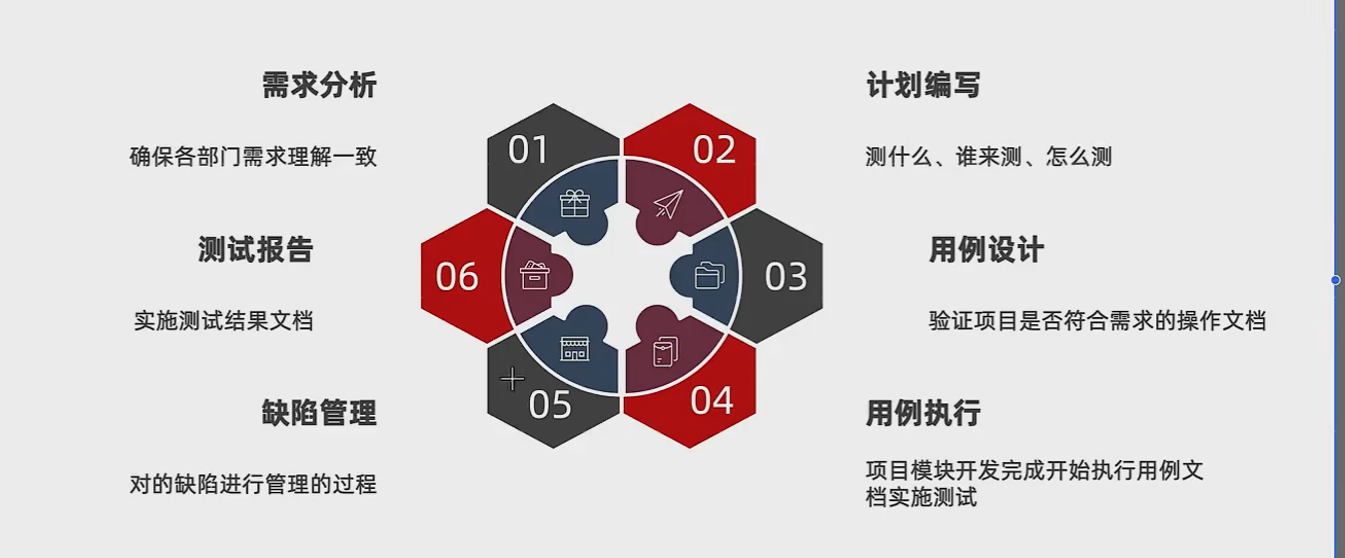 需求分析
确保各部门需求理解一致
01
02
计划编写
测什么、谁来测、怎么测
测试报告
实施测试结果文档
06
03
用例设计
验证项目是否符合需求的操作文档
缺陷管理
对的缺陷进行管理的过程
05
04
用例执行
项目模块开发完成开始执行用例文
档实施测试